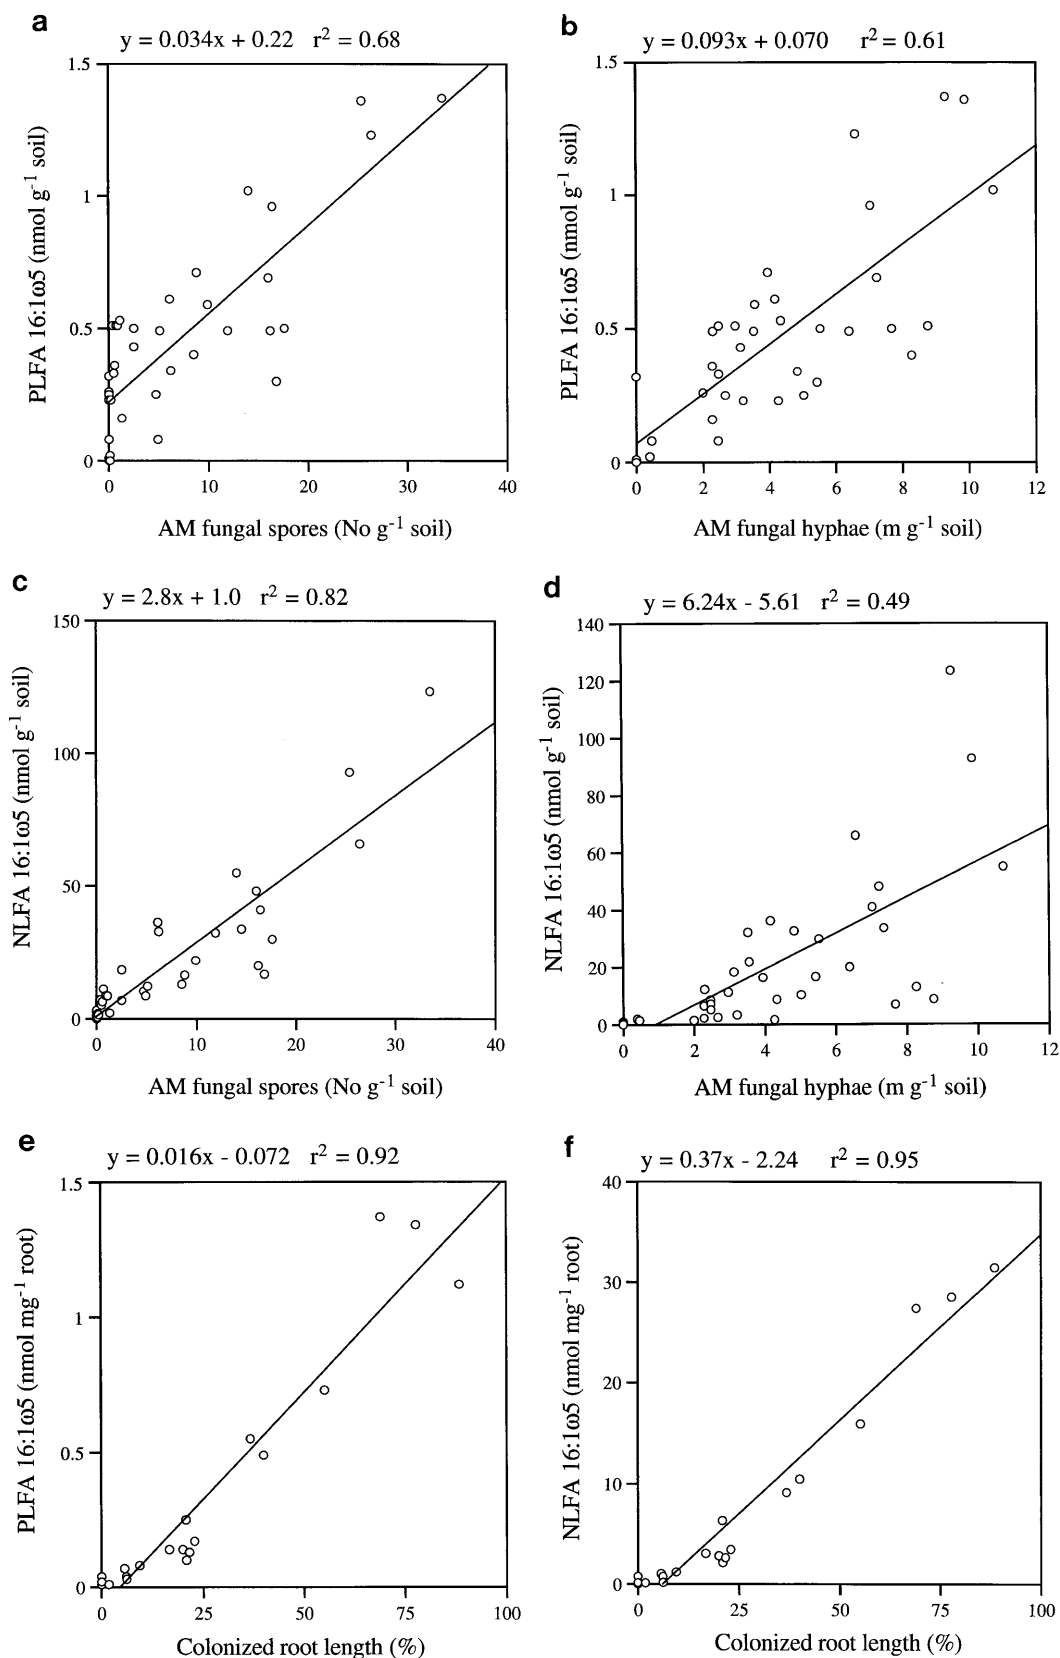 a
y = 0.034x + 0.22 r² = 0.68
1.5
1
0.5
0
PLFA 16:1ω5 (nmol g⁻¹ soil)
0 10 20 30 40
AM fungal spores (No g⁻¹ soil)
b
y = 0.093x + 0.070 r² = 0.61
1.5
1
0.5
0
PLFA 16:1ω5 (nmol g⁻¹ soil)
0 2 4 6 8 10 12
AM fungal hyphae (m g⁻¹ soil)
c
y = 2.8x + 1.0 r² = 0.82
150
100
50
0
NLFA 16:1ω5 (nmol g⁻¹ soil)
0 10 20 30 40
AM fungal spores (No g⁻¹ soil)
d
y = 6.24x - 5.61 r² = 0.49
140
120
100
80
60
40
20
0
NLFA 16:1ω5 (nmol g⁻¹ soil)
0 2 4 6 8 10 12
AM fungal hyphae (m g⁻¹ soil)
e
y = 0.016x - 0.072 r² = 0.92
1.5
1
0.5
0
PLFA 16:1ω5 (nmol mg⁻¹ root)
0 25 50 75 100
Colonized root length (%)
f
y = 0.37x - 2.24 r² = 0.95
40
30
20
10
0
NLFA 16:1ω5 (nmol mg⁻¹ root)
0 25 50 75 100
Colonized root length (%)